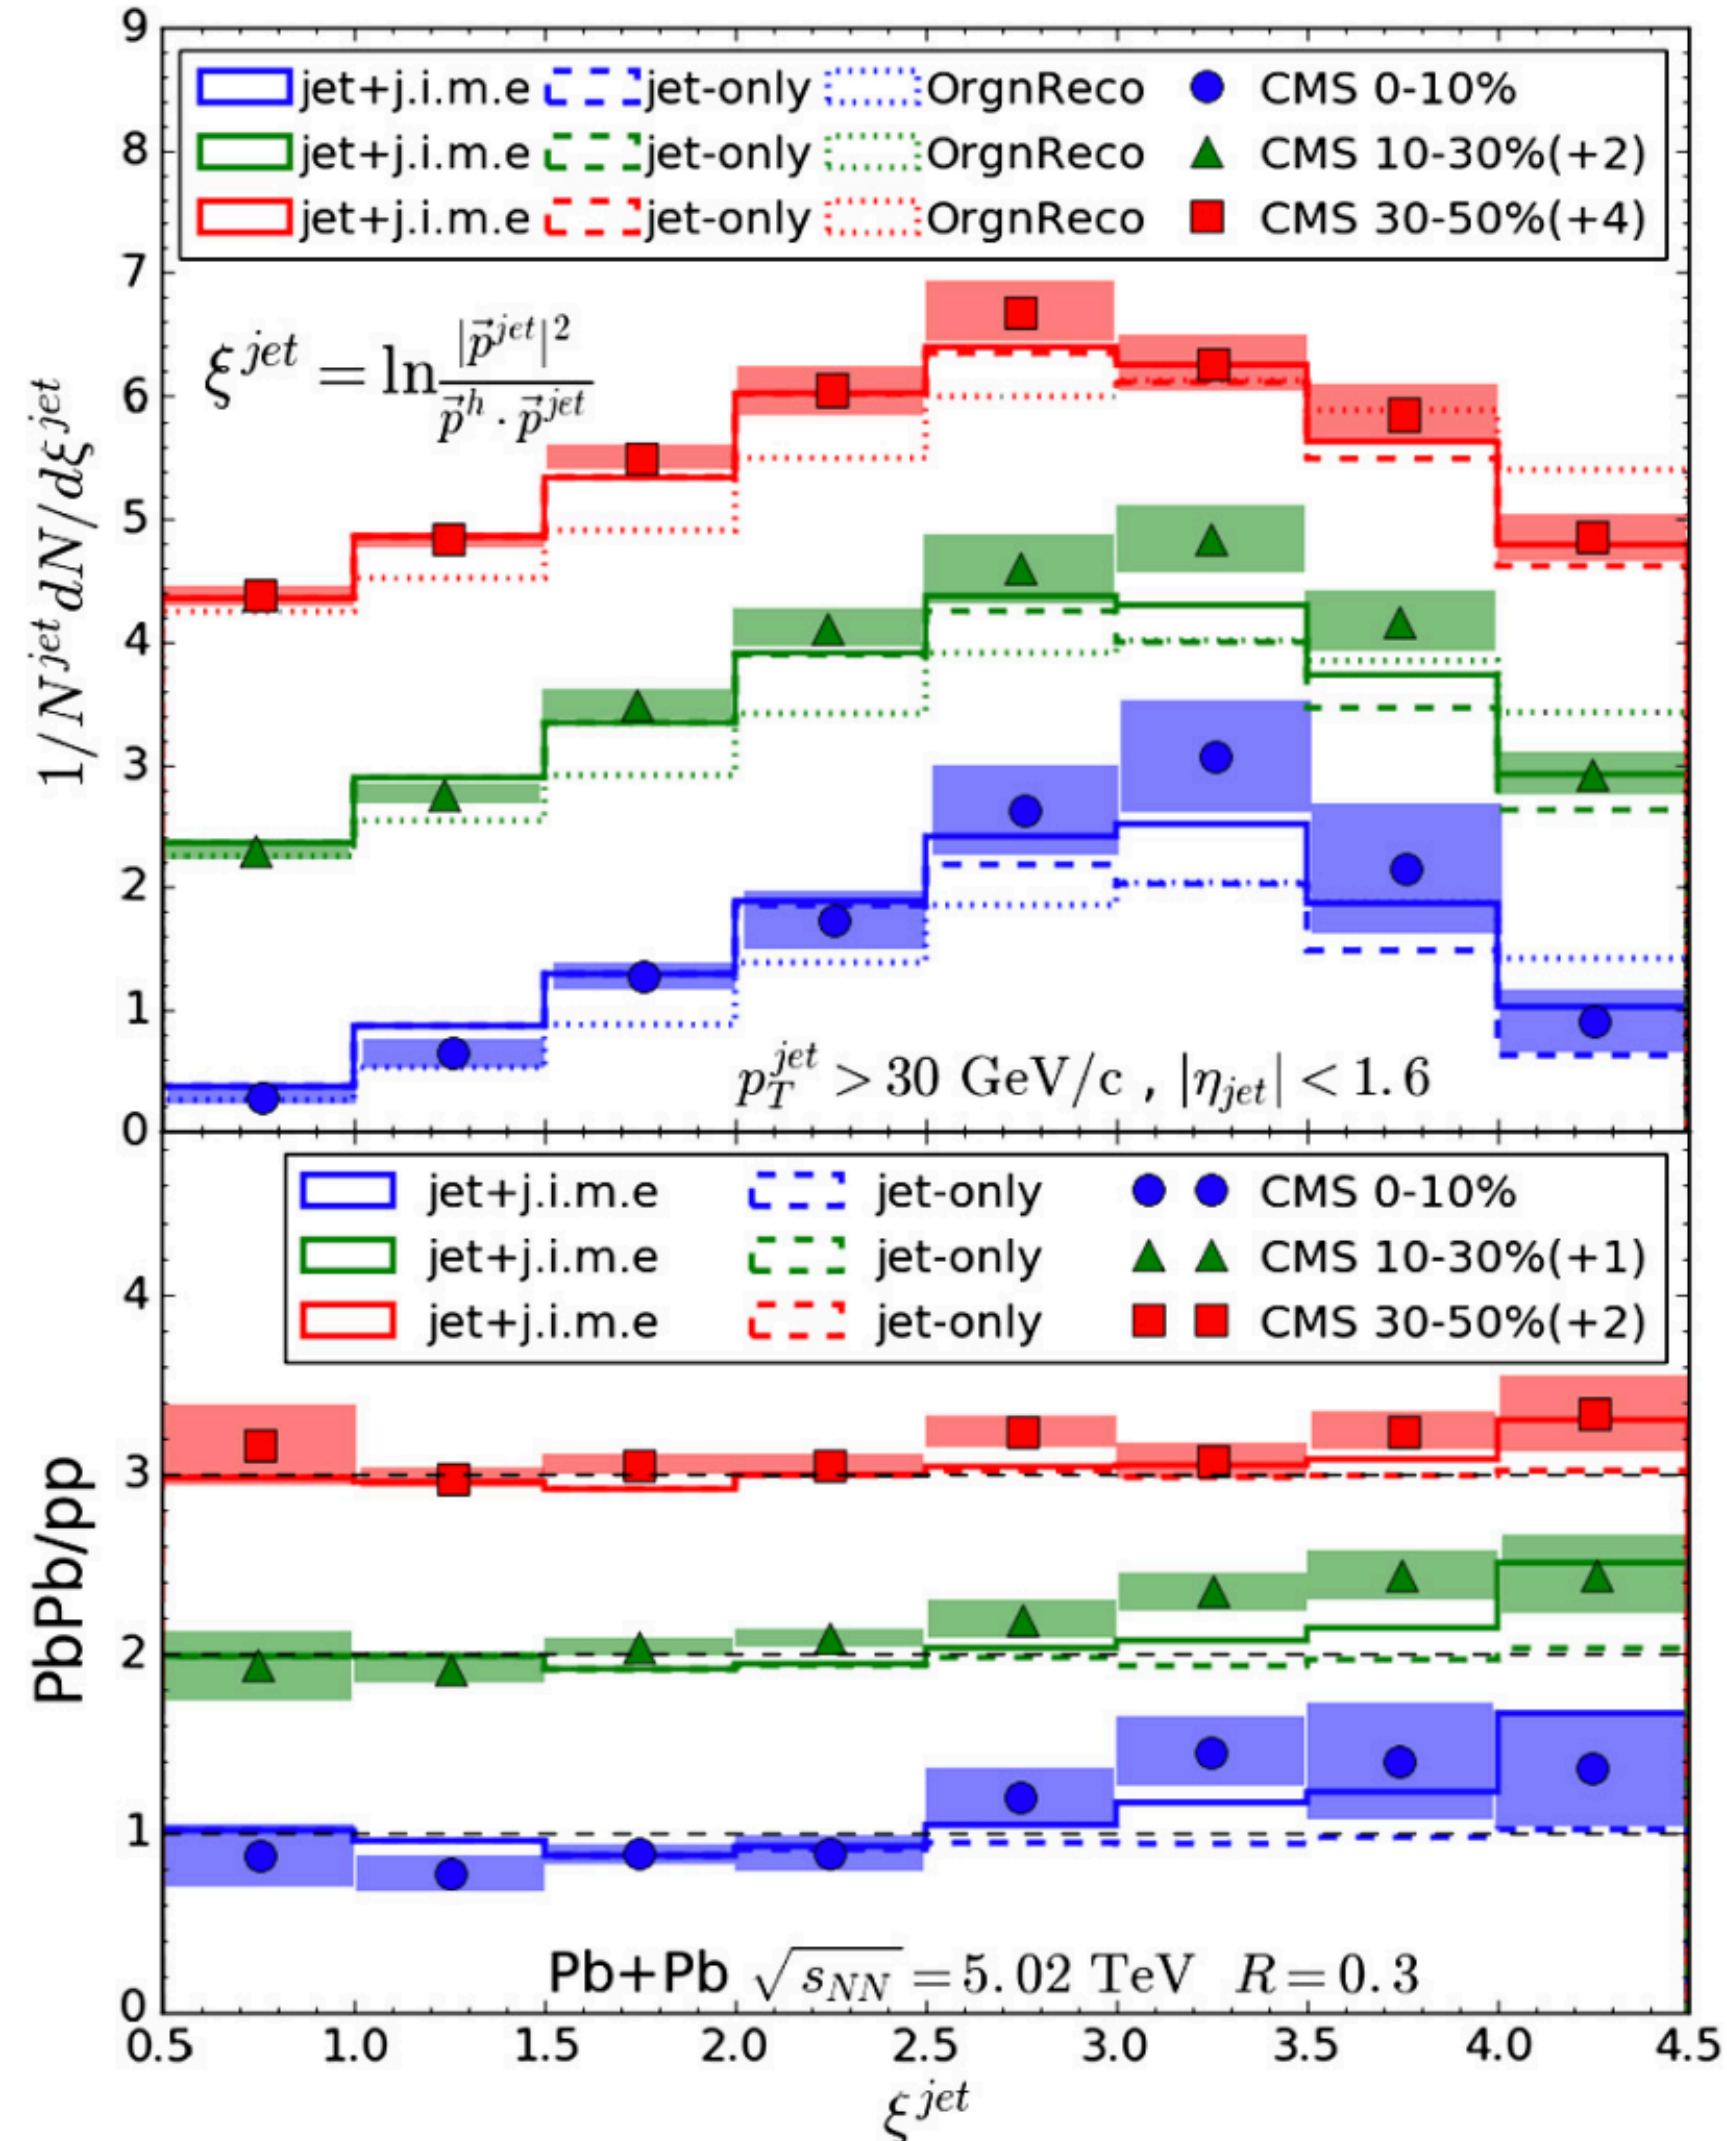 9
jet+j.i.m.e jet-only OrgnReco CMS 0-10%
8
jet+j.i.m.e jet-only OrgnReco CMS 10-30%(+2)
jet+j.i.m.e jet-only OrgnReco CMS 30-50%(+4)
7
ξ^{jet} = ln |p⃗^{jet}|² / p⃗^h · p⃗^{jet}
6
1/N^{jet} dN/dξ^{jet}
5
4
3
2
1
p_T^{jet} > 30 GeV/c , |η_{jet}| < 1.6
0
jet+j.i.m.e jet-only CMS 0-10%
jet+j.i.m.e jet-only CMS 10-30%(+1)
4
jet+j.i.m.e jet-only CMS 30-50%(+2)
3
PbPb/pp
2
1
Pb+Pb √s_{NN} = 5.02 TeV R = 0.3
0
0.5 1.0 1.5 2.0 2.5 3.0 3.5 4.0 4.5
ξ^{jet}